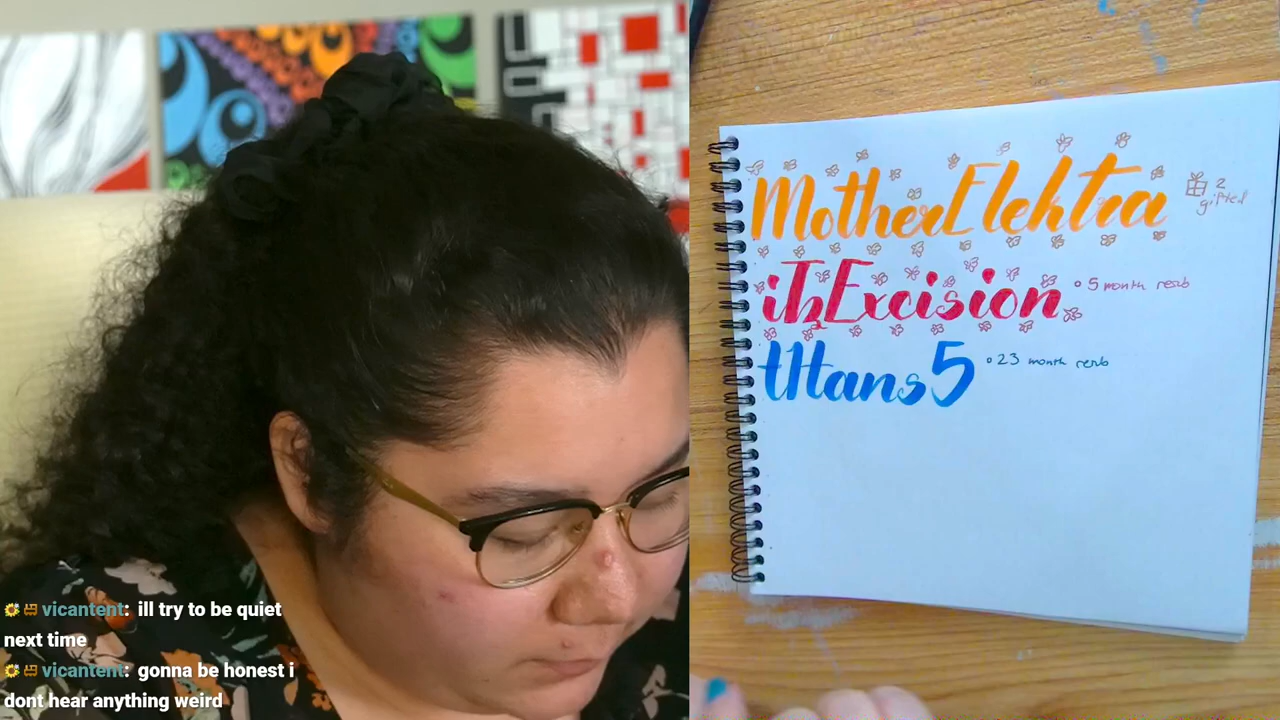 MotherElektra
2
gifted
ihExcision
5 month resub
tHans5
23 month resub
vicantent: ill try to be quiet
next time
vicantent: gonna be honest i
dont hear anything weird